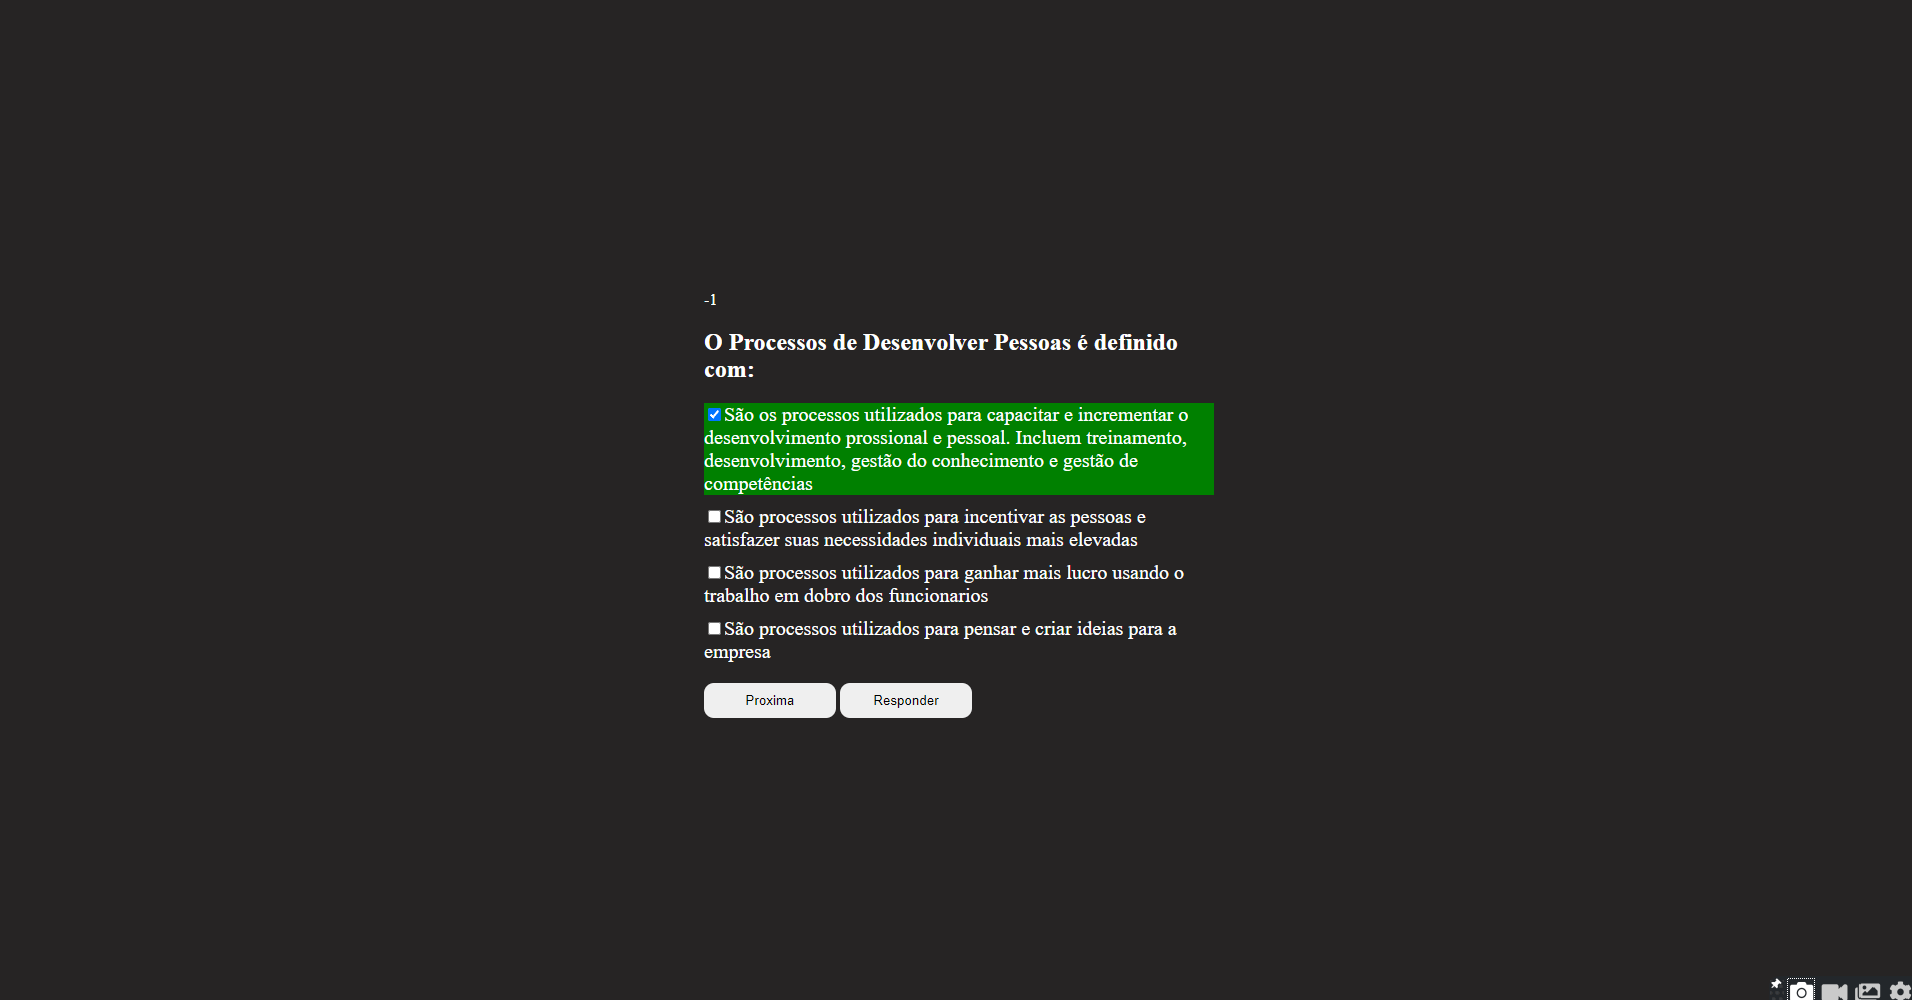 -1
O Processos de Desenvolver Pessoas é definido
com:
São os processos utilizados para capacitar e incrementar o
desenvolvimento prossional e pessoal. Incluem treinamento,
desenvolvimento, gestão do conhecimento e gestão de
competências
São processos utilizados para incentivar as pessoas e
satisfazer suas necessidades individuais mais elevadas
São processos utilizados para ganhar mais lucro usando o
trabalho em dobro dos funcionarios
São processos utilizados para pensar e criar ideias para a
empresa
Proxima Responder